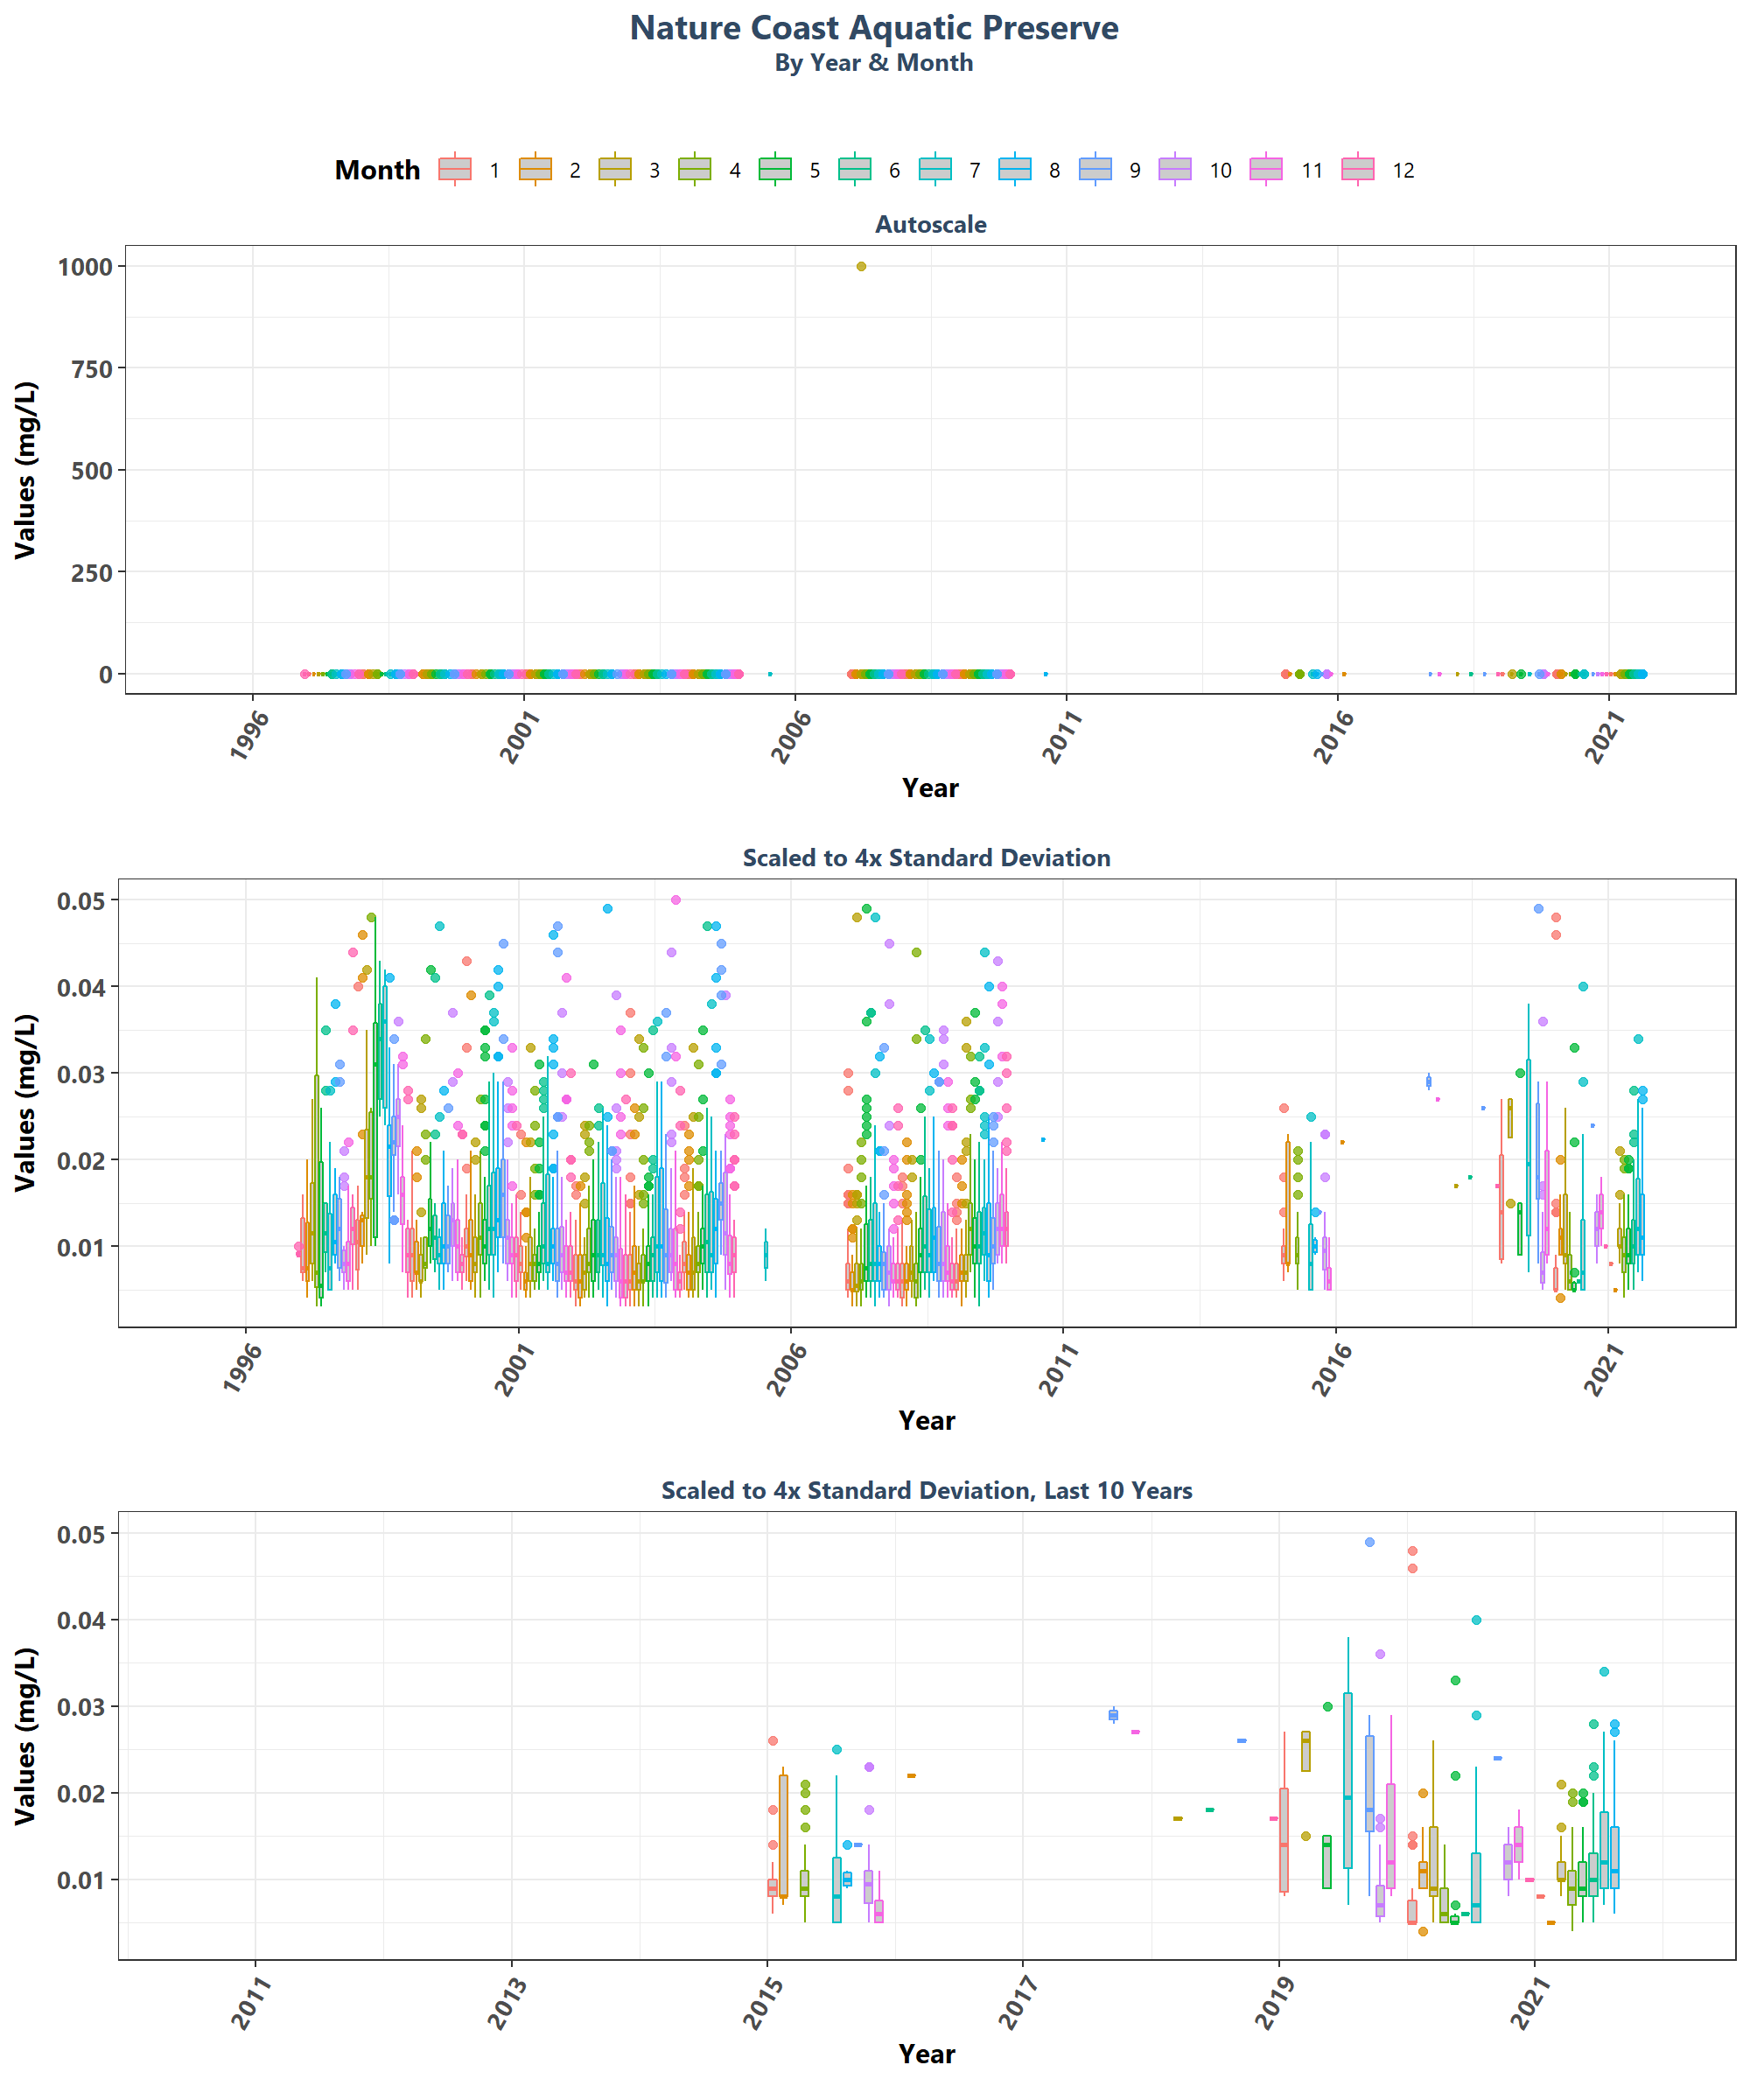 Nature Coast Aquatic Preserve
By Year & Month
Month 1 2 3 4 5 6 7 8 9 10 11 12
Autoscale
1000
750
500
250
0
Values (mg/L)
1996 2001 2006 2011 2016 2021
Year
Scaled to 4x Standard Deviation
0.05
0.04
0.03
0.02
0.01
Values (mg/L)
1996 2001 2006 2011 2016 2021
Year
Scaled to 4x Standard Deviation, Last 10 Years
0.05
0.04
0.03
0.02
0.01
Values (mg/L)
2011 2013 2015 2017 2019 2021
Year